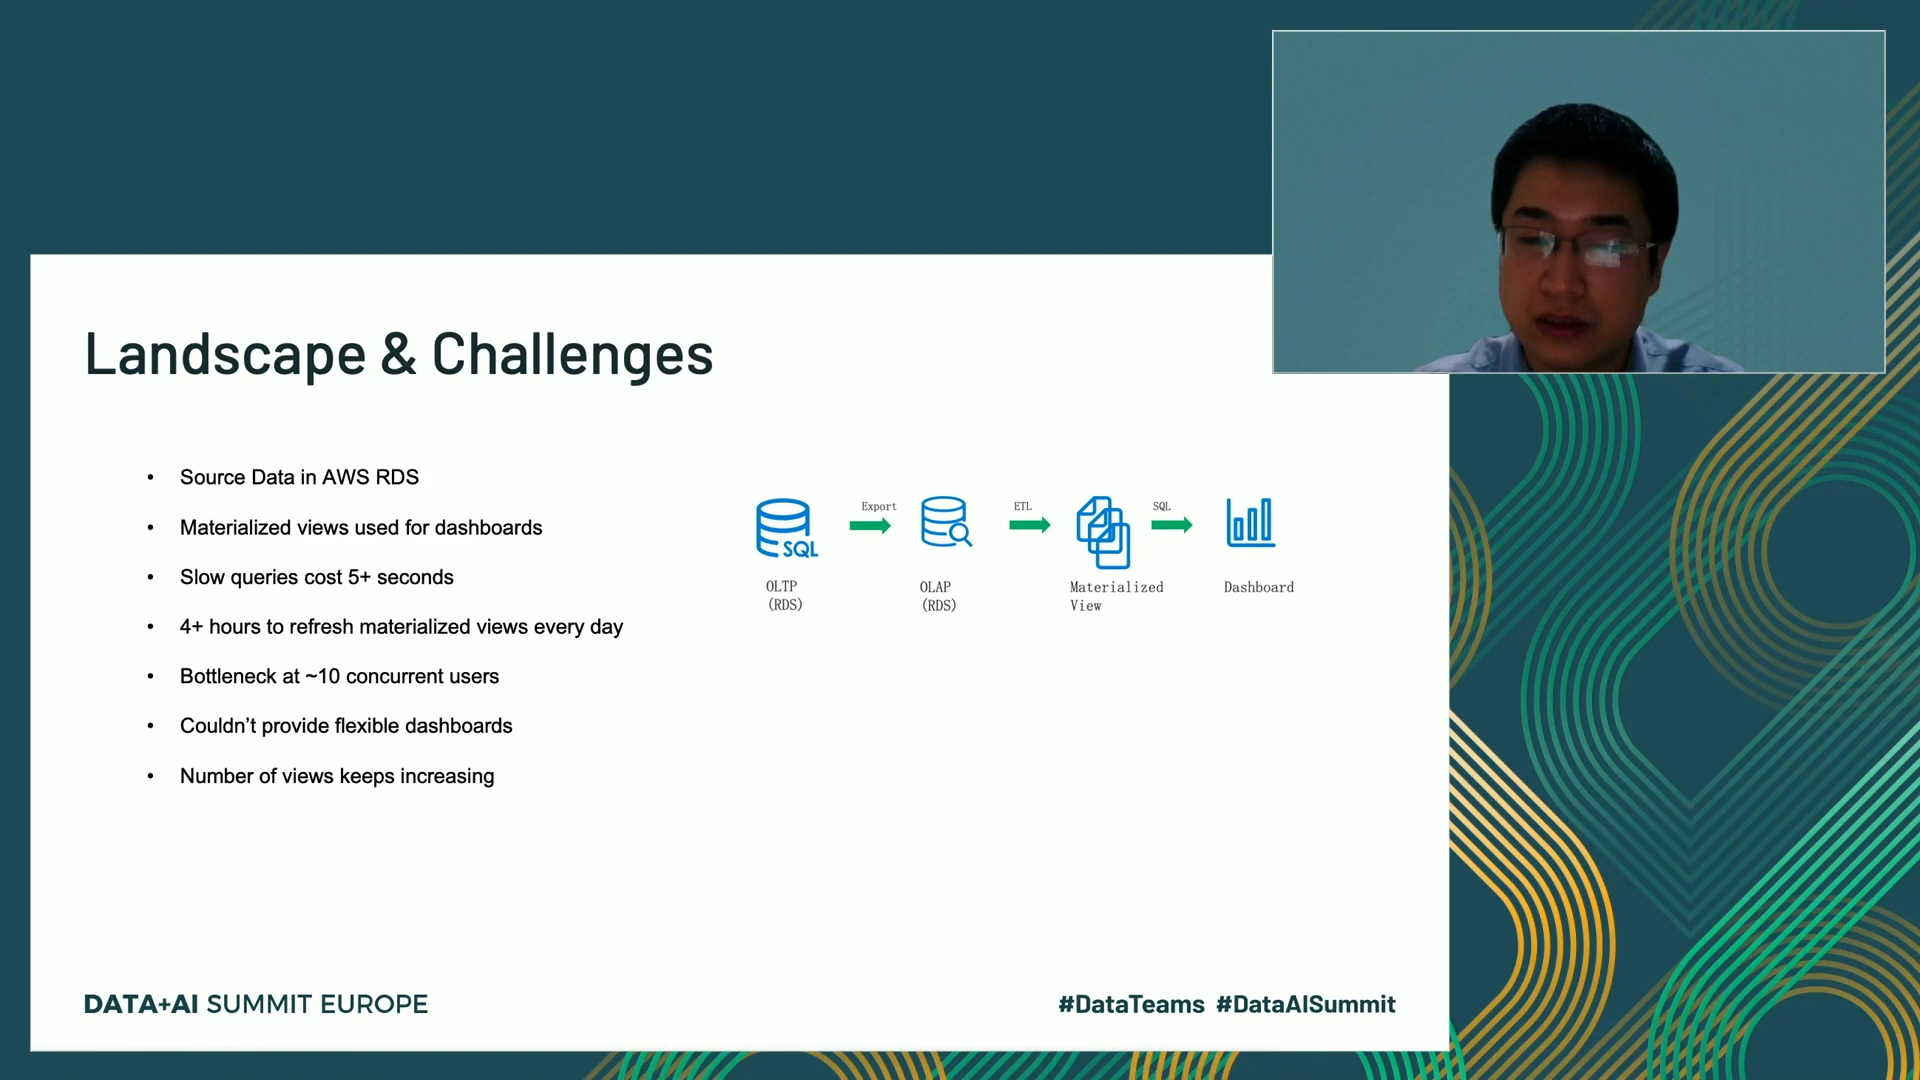 Landscape & Challenges
• Source Data in AWS RDS
• Materialized views used for dashboards
• Slow queries cost 5+ seconds
• 4+ hours to refresh materialized views every day
• Bottleneck at ~10 concurrent users
• Couldn’t provide flexible dashboards
• Number of views keeps increasing
Export
ETL
SQL
SQL
OLTP
(RDS)
OLAP
(RDS)
Materialized
View
Dashboard
DATA+AI SUMMIT EUROPE
#DataTeams #DataAISummit